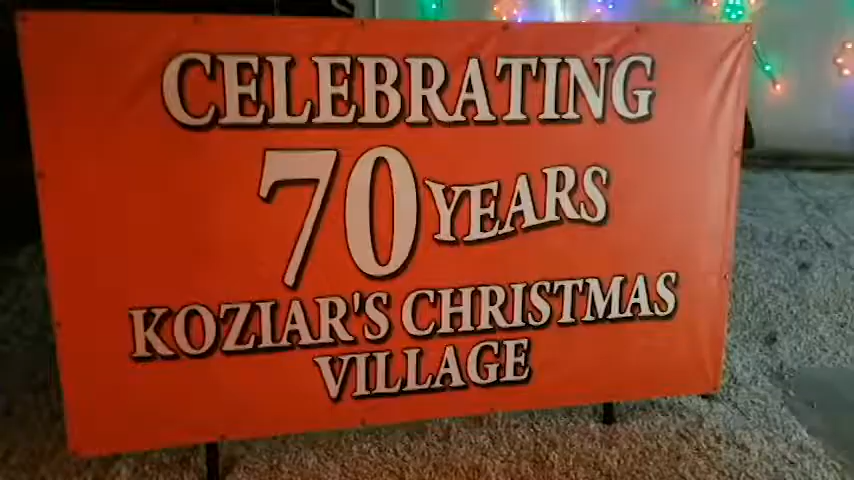 CELEBRATING
70 YEARS
KOZIAR'S CHRISTMAS
VILLAGE